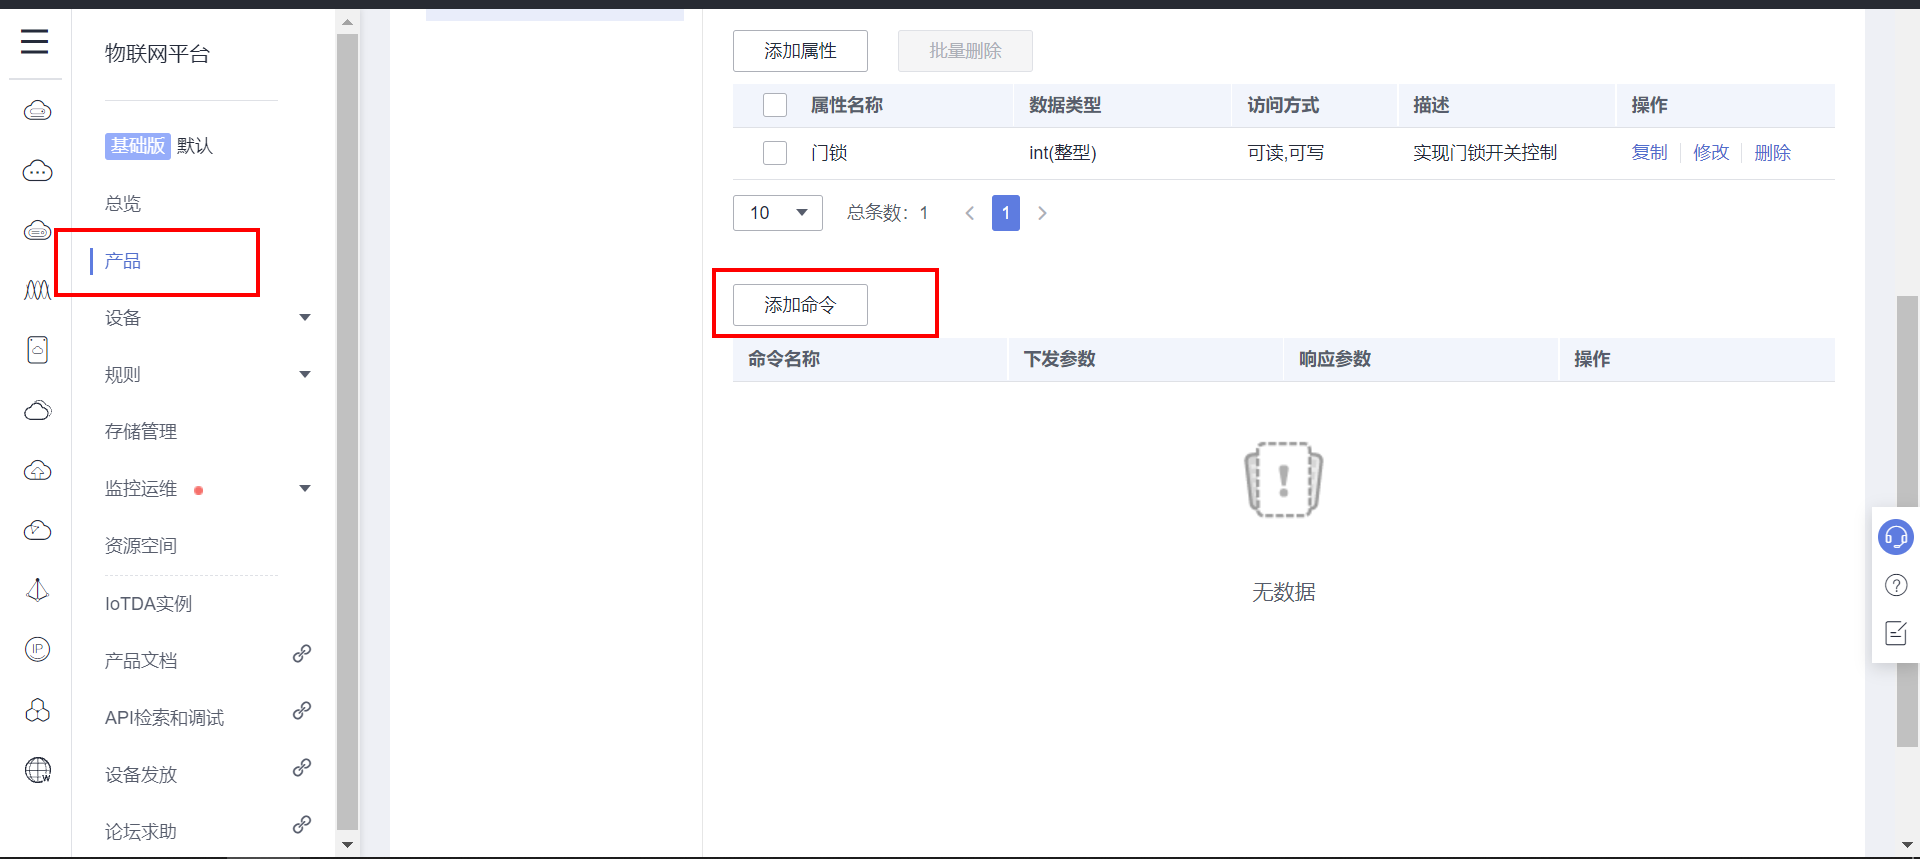 物联网平台
基础版 默认
总览
产品
设备
规则
存储管理
监控运维
资源空间
IoTDA实例
产品文档
API检索和调试
设备发放
论坛求助
IP
W
添加属性 批量删除
属性名称 数据类型 访问方式 描述 操作
门锁 int(整型) 可读,可写 实现门锁开关控制 复制 修改 删除
10 总条数: 1 1
添加命令
命令名称 下发参数 响应参数 操作
无数据